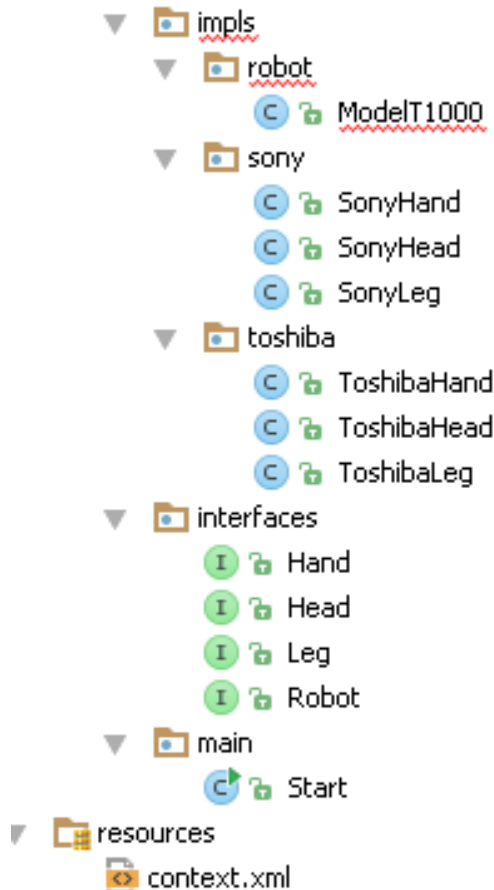 impls
robot
ModelT1000
sony
SonyHand
SonyHead
SonyLeg
toshiba
ToshibaHand
ToshibaHead
ToshibaLeg
interfaces
Hand
Head
Leg
Robot
main
Start
resources
context.xml